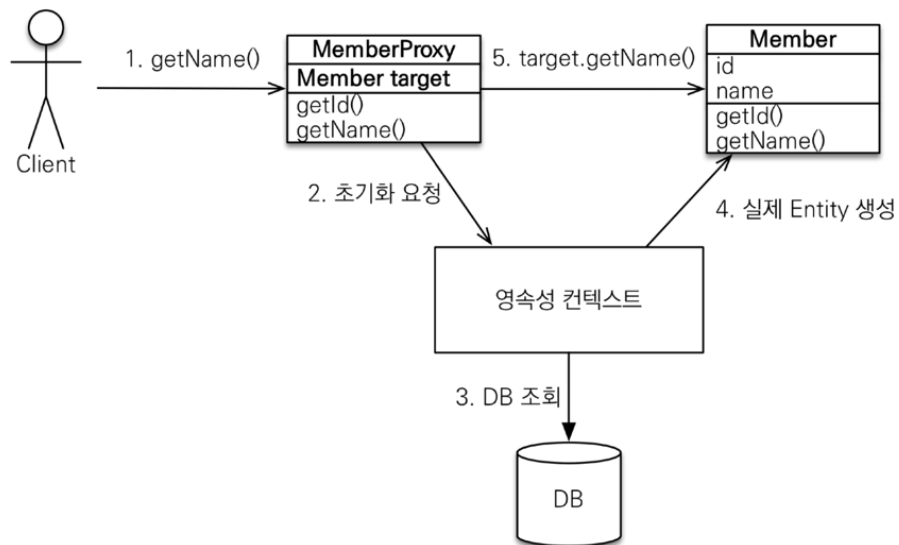 1. getName()
Client
MemberProxy
Member target
getId()
getName()
5. target.getName()
Member
id
name
getId()
getName()
2. 초기화 요청
4. 실제 Entity 생성
영속성 컨텍스트
3. DB 조회
DB